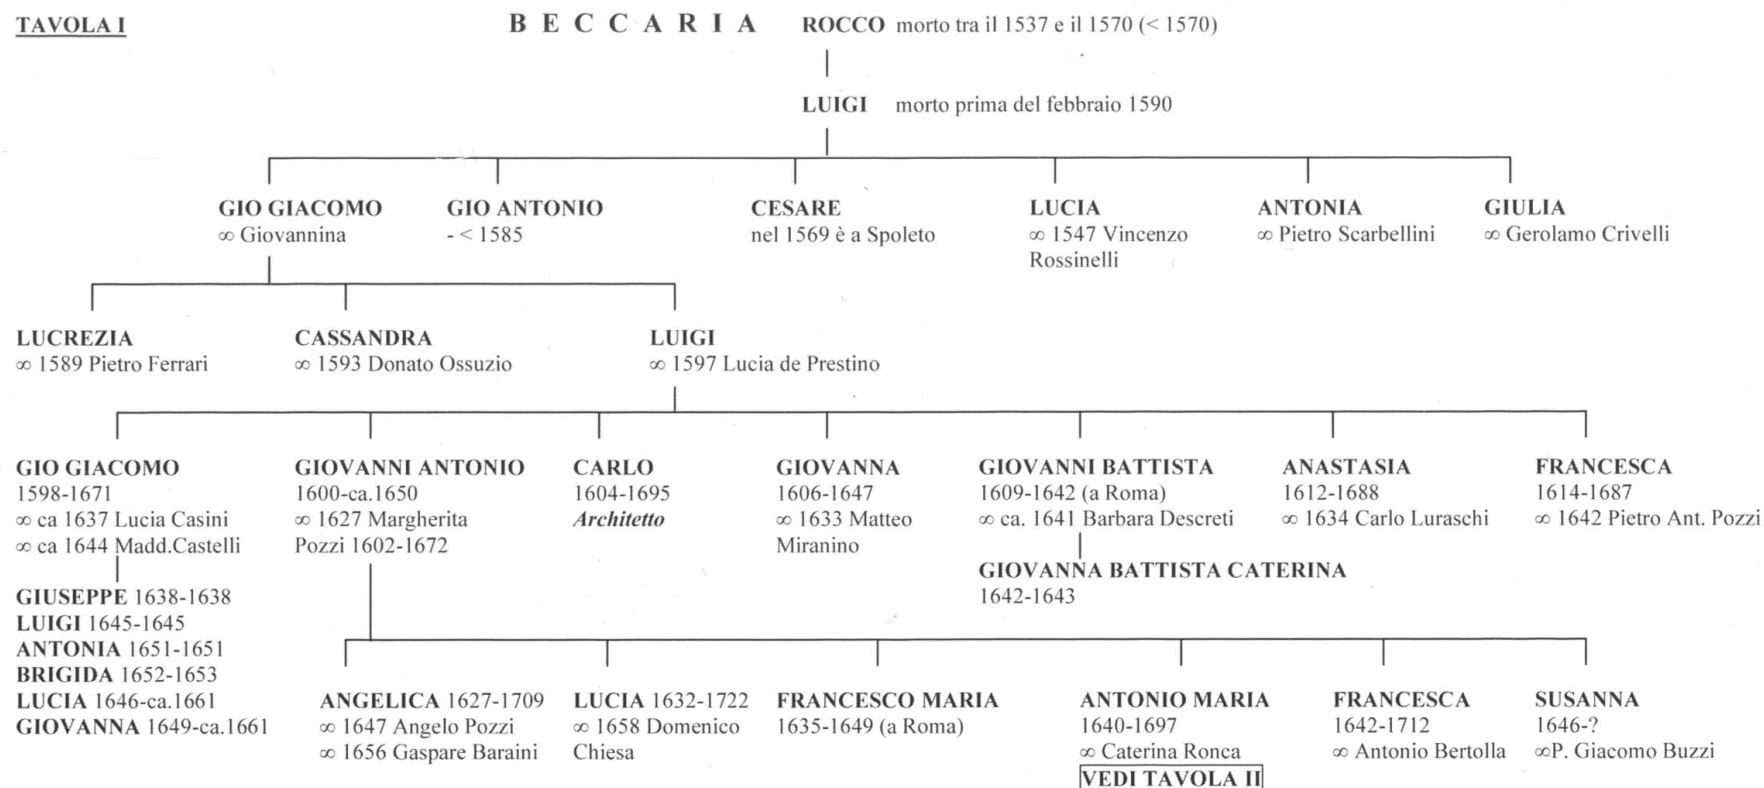 TAVOLA I
B E C C A R I A
ROCCO morto tra il 1537 e il 1570 (< 1570)
LUIGI morto prima del febbraio 1590
GIO GIACOMO
∞ Giovannina
GIO ANTONIO
- < 1585
CESARE
nel 1569 è a Spoleto
LUCIA
∞ 1547 Vincenzo
Rossinelli
ANTONIA
∞ Pietro Scarbellini
GIULIA
∞ Gerolamo Crivelli
LUCREZIA
∞ 1589 Pietro Ferrari
CASSANDRA
∞ 1593 Donato Ossuzio
LUIGI
∞ 1597 Lucia de Prestino
GIO GIACOMO
1598-1671
∞ ca 1637 Lucia Casini
∞ ca 1644 Madd.Castelli
GIOVANNI ANTONIO
1600-ca.1650
∞ 1627 Margherita
Pozzi 1602-1672
CARLO
1604-1695
Architetto
GIOVANNA
1606-1647
∞ 1633 Matteo
Miranino
GIOVANNI BATTISTA
1609-1642 (a Roma)
∞ ca. 1641 Barbara Descreti
ANASTASIA
1612-1688
∞ 1634 Carlo Luraschi
FRANCESCA
1614-1687
∞ 1642 Pietro Ant. Pozzi
GIOVANNA BATTISTA CATERINA
1642-1643
GIUSEPPE 1638-1638
LUIGI 1645-1645
ANTONIA 1651-1651
BRIGIDA 1652-1653
LUCIA 1646-ca.1661
GIOVANNA 1649-ca.1661
ANGELICA 1627-1709
∞ 1647 Angelo Pozzi
∞ 1656 Gaspare Baraini
LUCIA 1632-1722
∞ 1658 Domenico
Chiesa
FRANCESCO MARIA
1635-1649 (a Roma)
ANTONIO MARIA
1640-1697
∞ Caterina Ronca
VEDI TAVOLA II
FRANCESCA
1642-1712
∞ Antonio Bertolla
SUSANNA
1646-?
∞P. Giacomo Buzzi